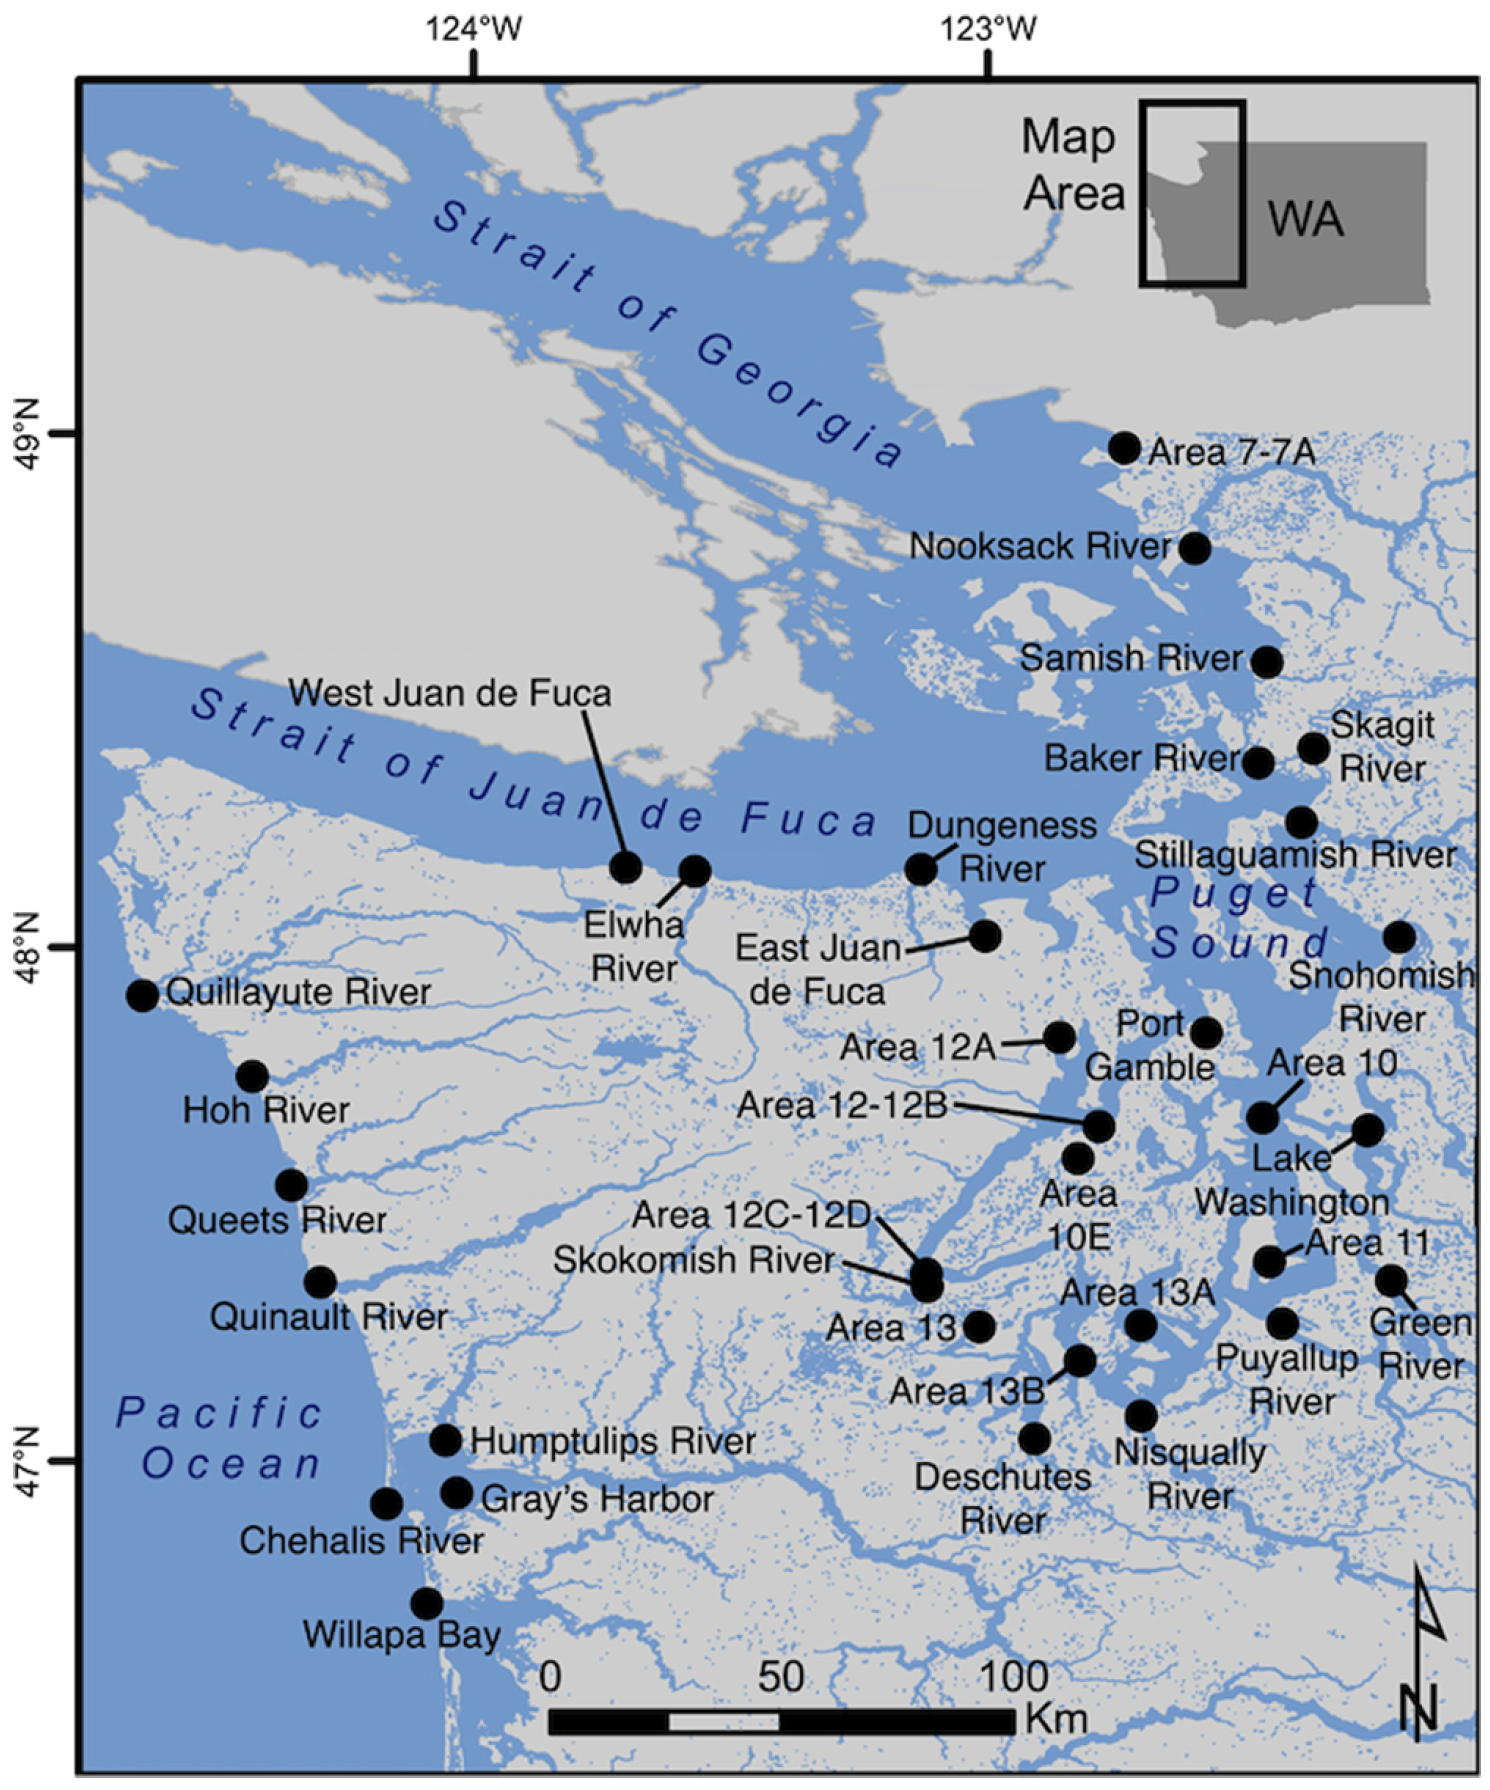 124°W
123°W
Map
Area
WA
Strait of Georgia
49°N
Area 7-7A
Nooksack River
Samish River
West Juan de Fuca
Strait of Juan de Fuca
Skagit
River
Baker River
Dungeness
River
Stillaguamish River
Puget
Sound
Elwha
River
48°N
East Juan
de Fuca
Snohomish
River
Quillayute River
Port
Gamble
Area 12A
Area 10
Hoh River
Area 12-12B
Lake
Washington
Area
10E
Queets River
Area 12C-12D
Skokomish River
Area 11
Quinault River
Area 13A
Area 13
Green
River
Puyallup
River
Area 13B
Pacific
Ocean
47°N
Humptulips River
Nisqually
River
Deschutes
River
Gray's Harbor
Chehalis River
Willapa Bay
0 50 100
Km
N